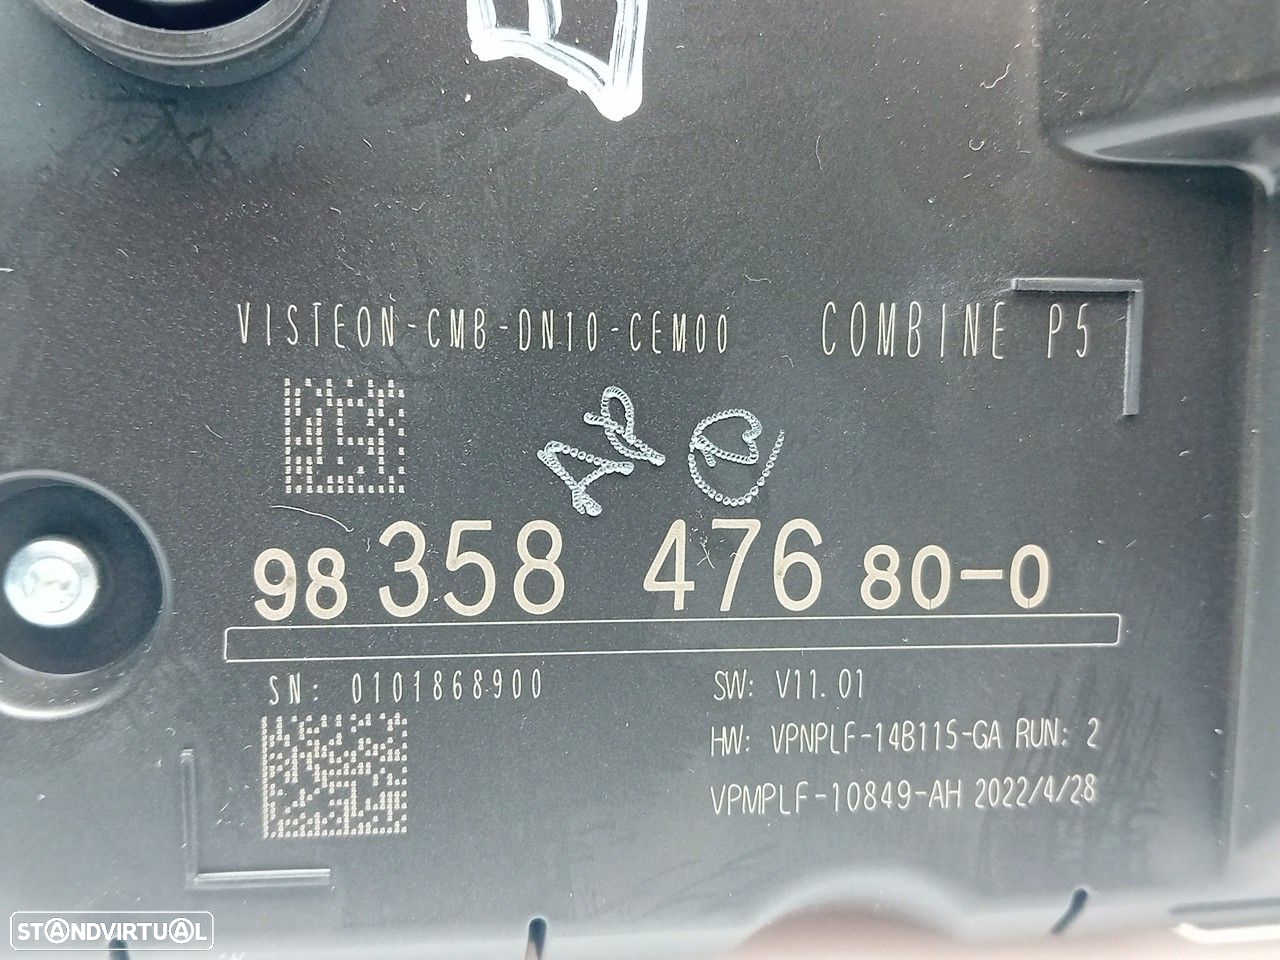 VISTEON-CMB-DN10-CEM00 COMBINE P5
AP
98 358 476 80-0
SN: 0101868900
SW: V11.01
HW: VPNPLF-14B115-GA RUN: 2
VPMPLF-10849-AH 2022/4/28
STANDVIRTUAL